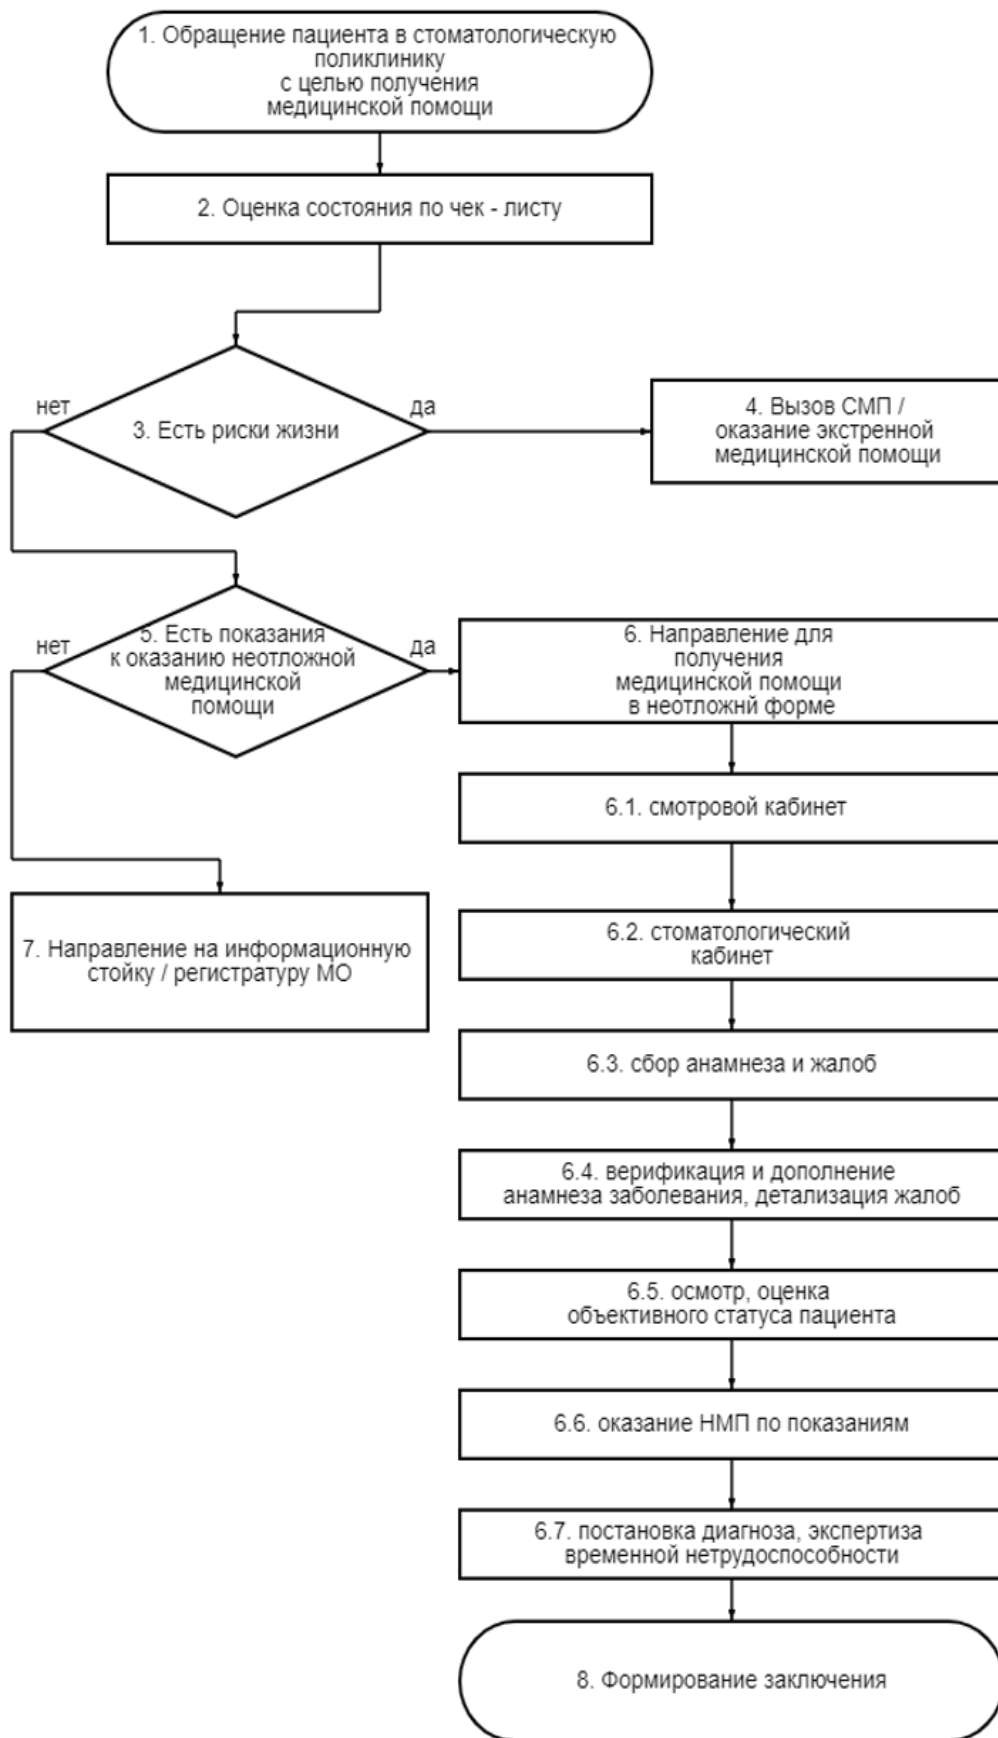 1. Обращение пациента в стоматологическую
поликлинику
с целью получения
медицинской помощи
2. Оценка состояния по чек - листу
нет
да
3. Есть риски жизни
4. Вызов СМП /
оказание экстренной
медицинской помощи
нет
да
5. Есть показания
к оказанию неотложной
медицинской
помощи
6. Направление для
получения
медицинской помощи
в неотложнй форме
6.1. смотровой кабинет
6.2. стоматологический
кабинет
7. Направление на информационную
стойку / регистратуру МО
6.3. сбор анамнеза и жалоб
6.4. верификация и дополнение
анамнеза заболевания, детализация жалоб
6.5. осмотр, оценка
объективного статуса пациента
6.6. оказание НМП по показаниям
6.7. постановка диагноза, экспертиза
временной нетрудоспособности
8. Формирование заключения